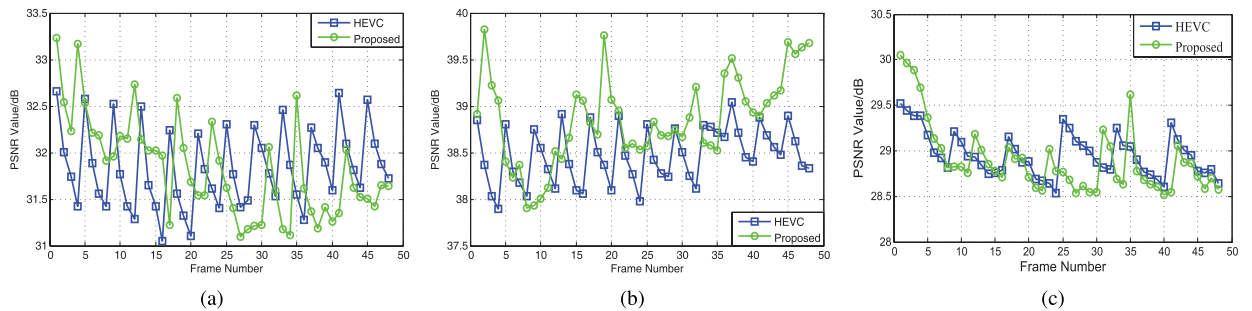 33.5
33
32.5
32
31.5
31
PSNR Value/dB
0 5 10 15 20 25 30 35 40 45 50
Frame Number
HEVC
Proposed
(a)
40
39.5
39
38.5
38
37.5
PSNR Value/dB
0 5 10 15 20 25 30 35 40 45 50
Frame Number
HEVC
Proposed
(b)
30.5
30
29.5
29
28.5
28
PSNR Value/dB
0 5 10 15 20 25 30 35 40 45 50
Frame Number
HEVC
Proposed
(c)